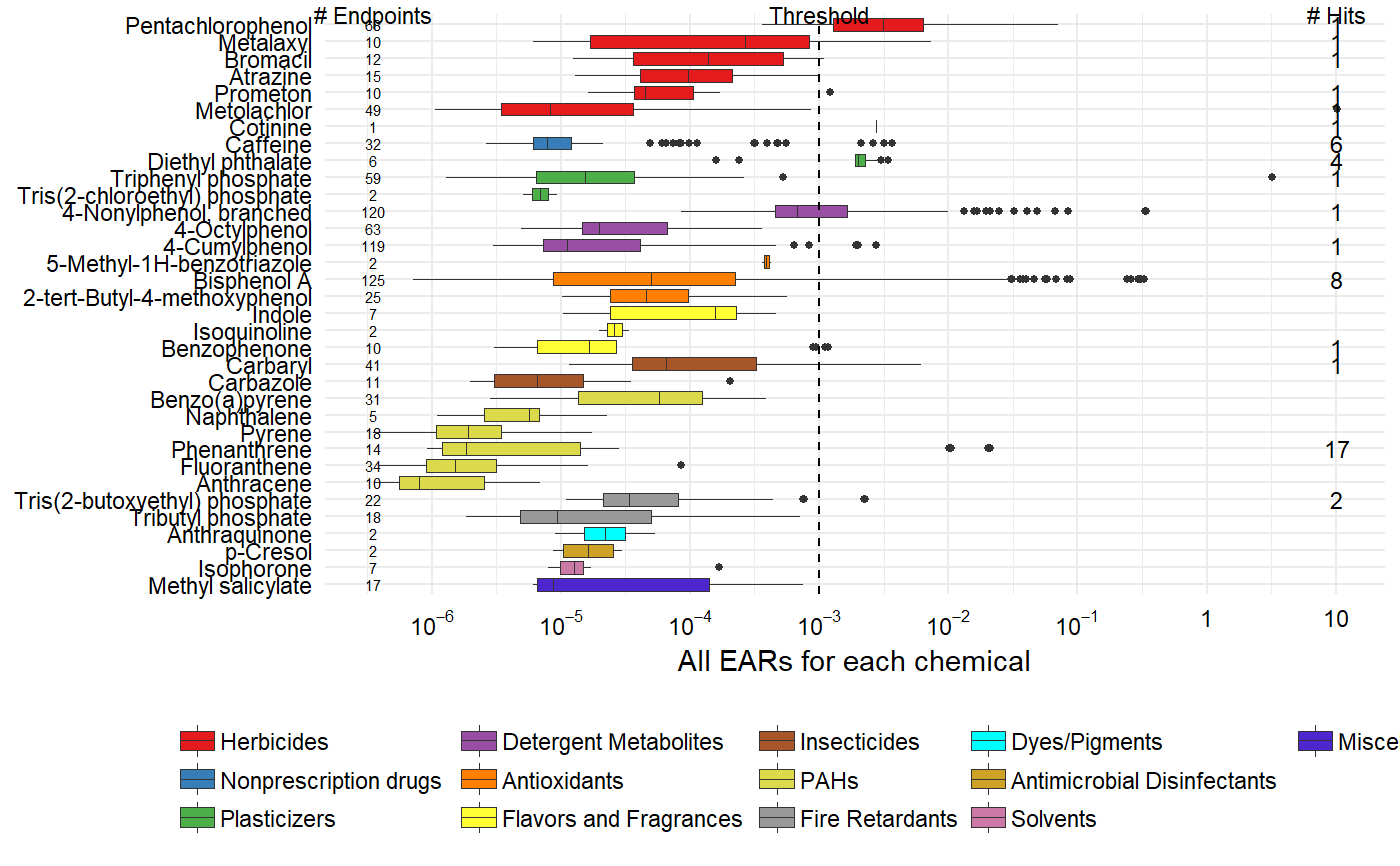 # Endpoints Threshold # Hits
Pentachlorophenol 68 1
Metalaxyl 10 1
Bromacil 12 1
Atrazine 15
Prometon 10 1
Metolachlor 49 1
Cotinine 1 1
Caffeine 32 6
Diethyl phthalate 6 4
Triphenyl phosphate 59 1
Tris(2-chloroethyl) phosphate 2
4-Nonylphenol, branched 120 1
4-Octylphenol 63
4-Cumylphenol 119 1
5-Methyl-1H-benzotriazole 2
Bisphenol A 125 8
2-tert-Butyl-4-methoxyphenol 25
Indole 7
Isoquinoline 2
Benzophenone 10 1
Carbaryl 41 1
Carbazole 11
Benzo(a)pyrene 31
Naphthalene 5
Pyrene 18
Phenanthrene 14 17
Fluoranthene 34
Anthracene 10
Tris(2-butoxyethyl) phosphate 22 2
Tributyl phosphate 18
Anthraquinone 2
p-Cresol 2
Isophorone 7
Methyl salicylate 17
10⁻⁶ 10⁻⁵ 10⁻⁴ 10⁻³ 10⁻² 10⁻¹ 1 10
All EARs for each chemical
Herbicides Detergent Metabolites Insecticides Dyes/Pigments Misce
Nonprescription drugs Antioxidants PAHs Antimicrobial Disinfectants
Plasticizers Flavors and Fragrances Fire Retardants Solvents